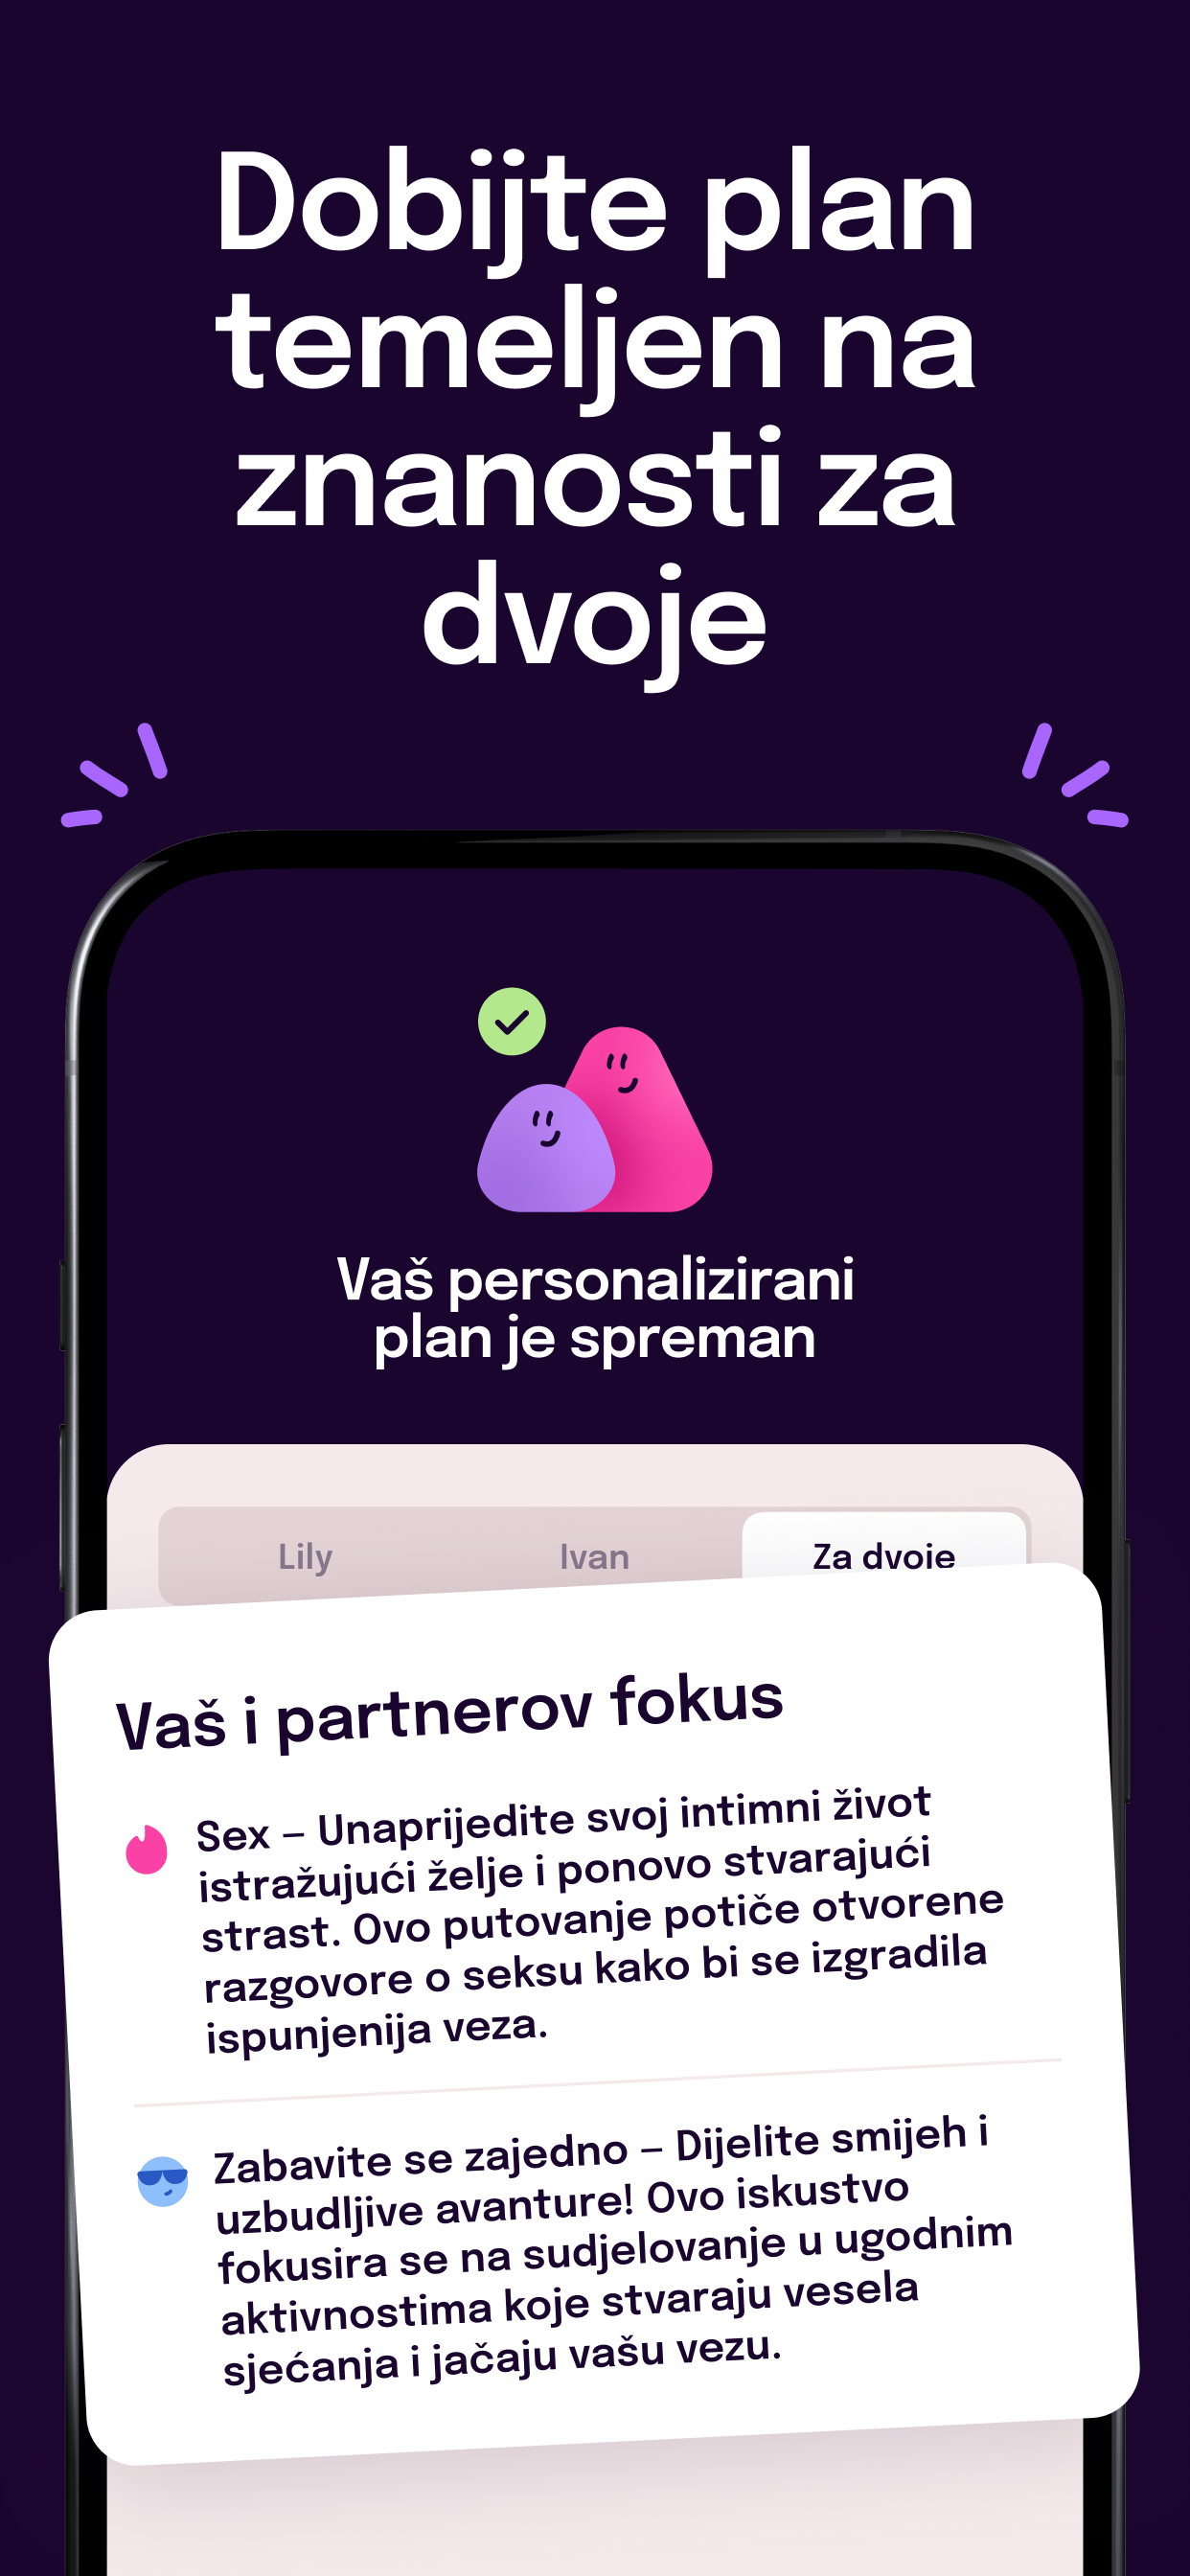 Dobijte plan
temeljen na
znanosti za
dvoje
Vaš personalizirani
plan je spreman
Lily
Ivan
Za dvoje
Vaš i partnerov fokus
Sex – Unaprijedite svoj intimni život
istražujući želje i ponovo stvarajući
strast. Ovo putovanje potiče otvorene
razgovore o seksu kako bi se izgradila
ispunjenija veza.
Zabavite se zajedno – Dijelite smijeh i
uzbudljive avanture! Ovo iskustvo
fokusira se na sudjelovanje u ugodnim
aktivnostima koje stvaraju vesela
sjećanja i jačaju vašu vezu.